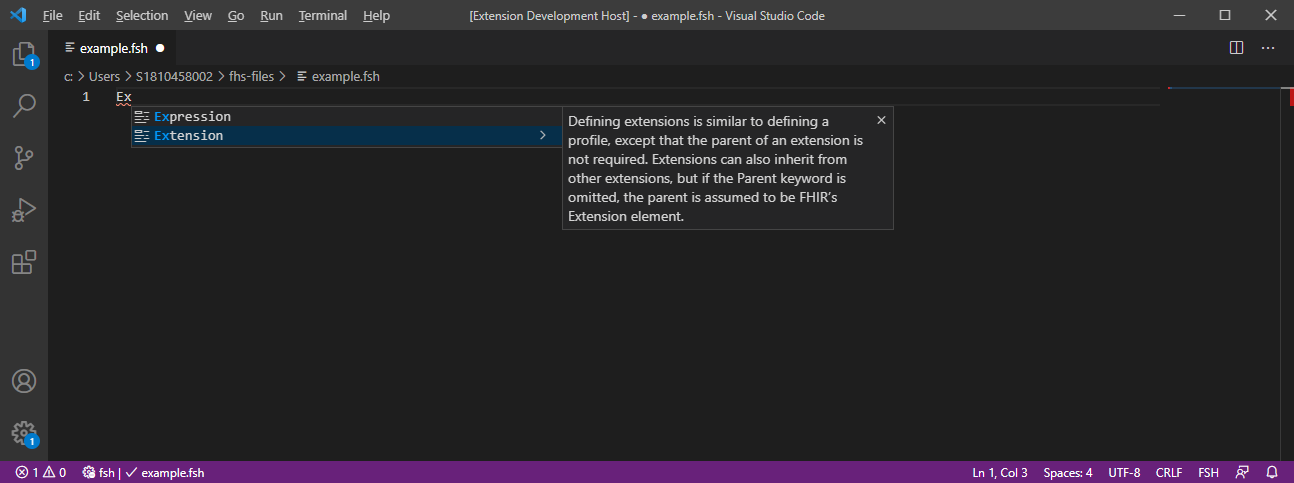 File Edit Selection View Go Run Terminal Help [Extension Development Host] - ● example.fsh - Visual Studio Code
example.fsh ●
c: > Users > S1810458002 > fhs-files > example.fsh
1 Ex
Expression
Extension
Defining extensions is similar to defining a
profile, except that the parent of an extension is
not required. Extensions can also inherit from
other extensions, but if the Parent keyword is
omitted, the parent is assumed to be FHIR's
Extension element.
1
1
1 0 fsh | ✓ example.fsh Ln 1, Col 3 Spaces: 4 UTF-8 CRLF FSH